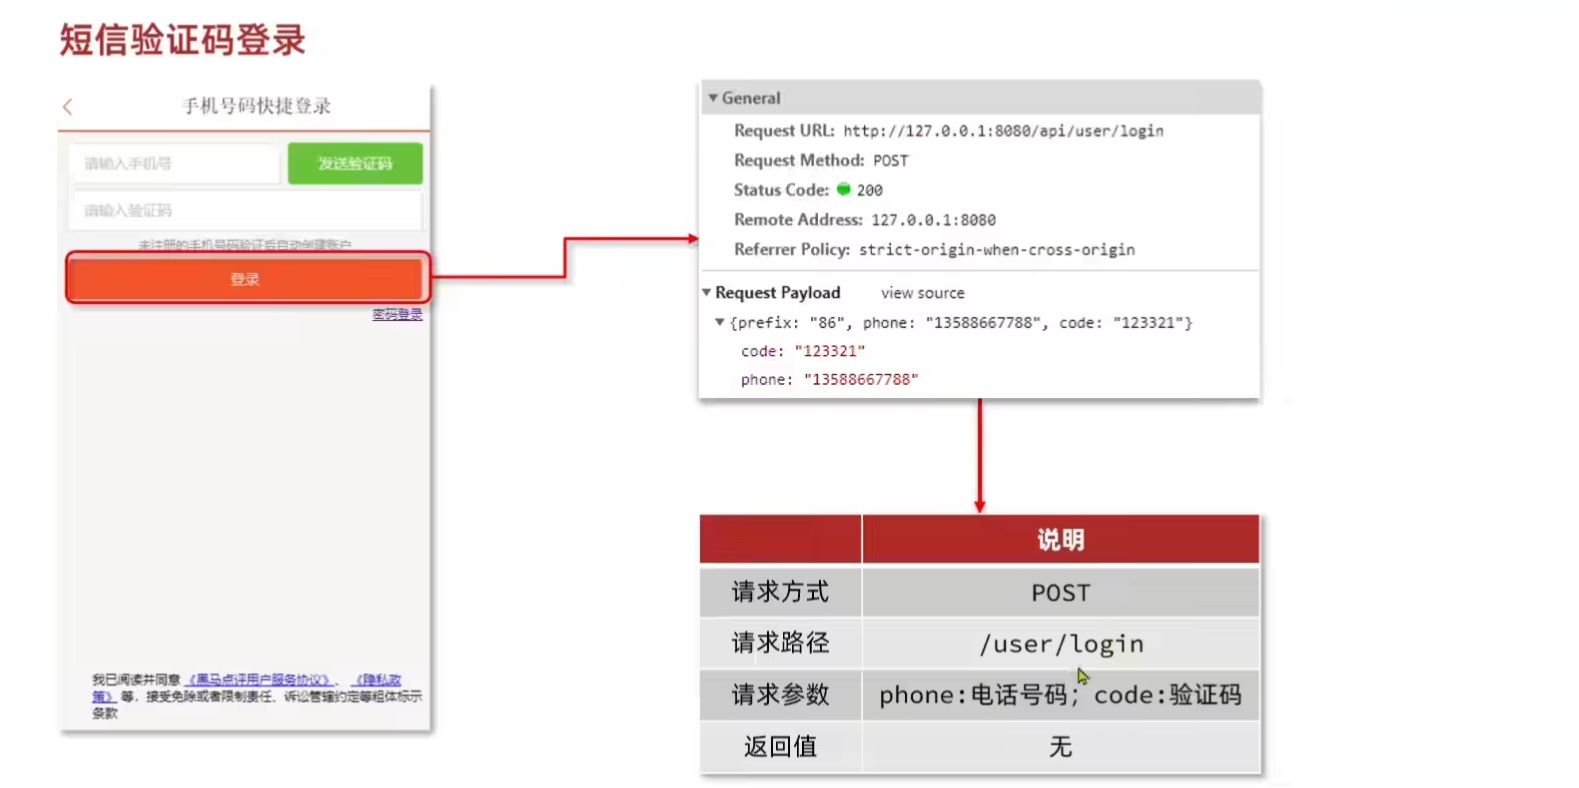 短信验证码登录
手机号码快捷登录
请输入手机号
发送验证码
请输入验证码
未注册的手机号码验证后自动创建账户
登录
密码登录
我已阅读并同意 《黑马点评用户服务协议》、《隐私政
策》等，接受免除或者限制责任、诉讼管辖约定等粗体标示
条款
General
Request URL: http://127.0.0.1:8080/api/user/login
Request Method: POST
Status Code: 200
Remote Address: 127.0.0.1:8080
Referrer Policy: strict-origin-when-cross-origin
Request Payload view source
{prefix: "86", phone: "13588667788", code: "123321"}
code: "123321"
phone: "13588667788"
说明
请求方式 POST
请求路径 /user/login
请求参数 phone:电话号码；code:验证码
返回值 无